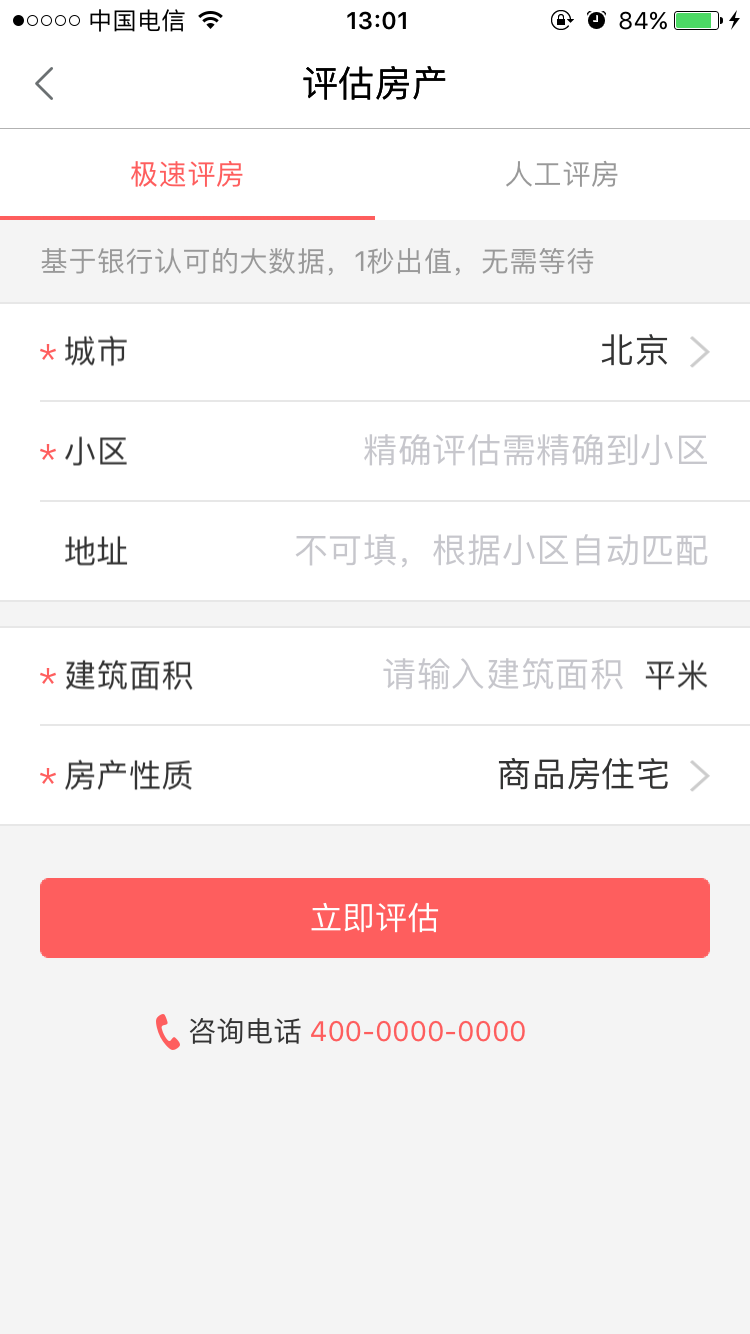 中国电信 13:01 84%
评估房产
极速评房 人工评房
基于银行认可的大数据，1秒出值，无需等待
* 城市 北京
* 小区 精确评估需精确到小区
地址 不可填，根据小区自动匹配
* 建筑面积 请输入建筑面积 平米
* 房产性质 商品房住宅
立即评估
咨询电话 400-0000-0000